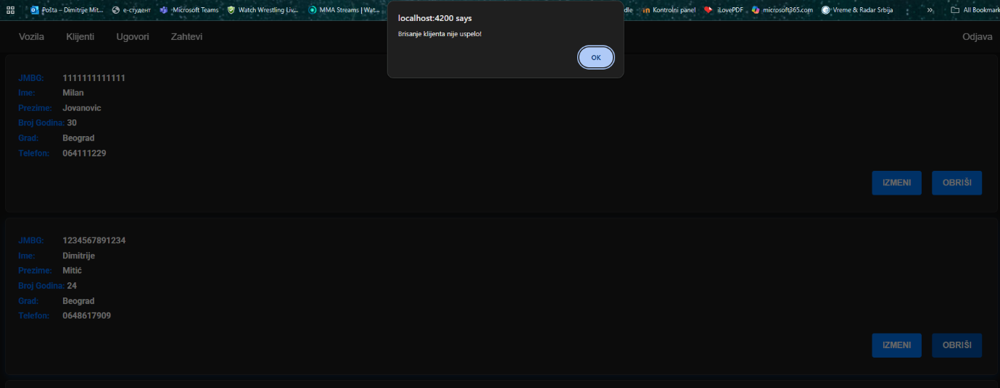 Pošta – Dimitrije Mit...
е-студент
Microsoft Teams
Watch Wrestling Liv...
MMA Streams | Wat...
dle
Kontrolni panel
iLovePDF
microsoft365.com
Vreme & Radar Srbija
»
All Bookmark
localhost:4200 says
Brisanje klijenta nije uspelo!
OK
Vozila
Klijenti
Ugovori
Zahtevi
Odjava
JMBG: 1111111111111
Ime: Milan
Prezime: Jovanovic
Broj Godina: 30
Grad: Beograd
Telefon: 064111229
IZMENI
OBRIŠI
JMBG: 1234567891234
Ime: Dimitrije
Prezime: Mitić
Broj Godina: 24
Grad: Beograd
Telefon: 0648617909
IZMENI
OBRIŠI